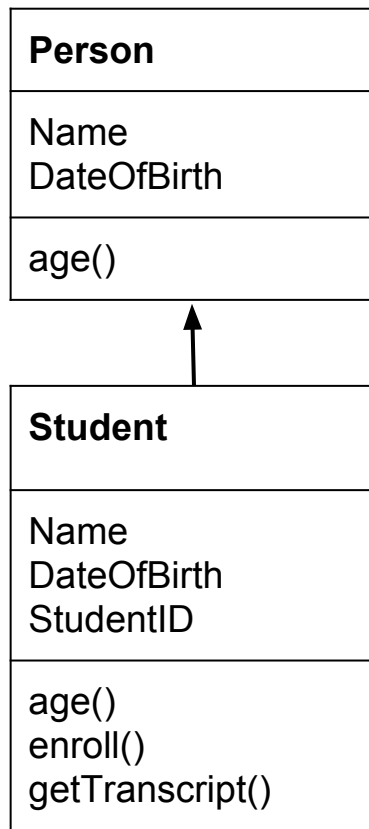 Person
Name
DateOfBirth
age()
Student
Name
DateOfBirth
StudentID
age()
enroll()
getTranscript()